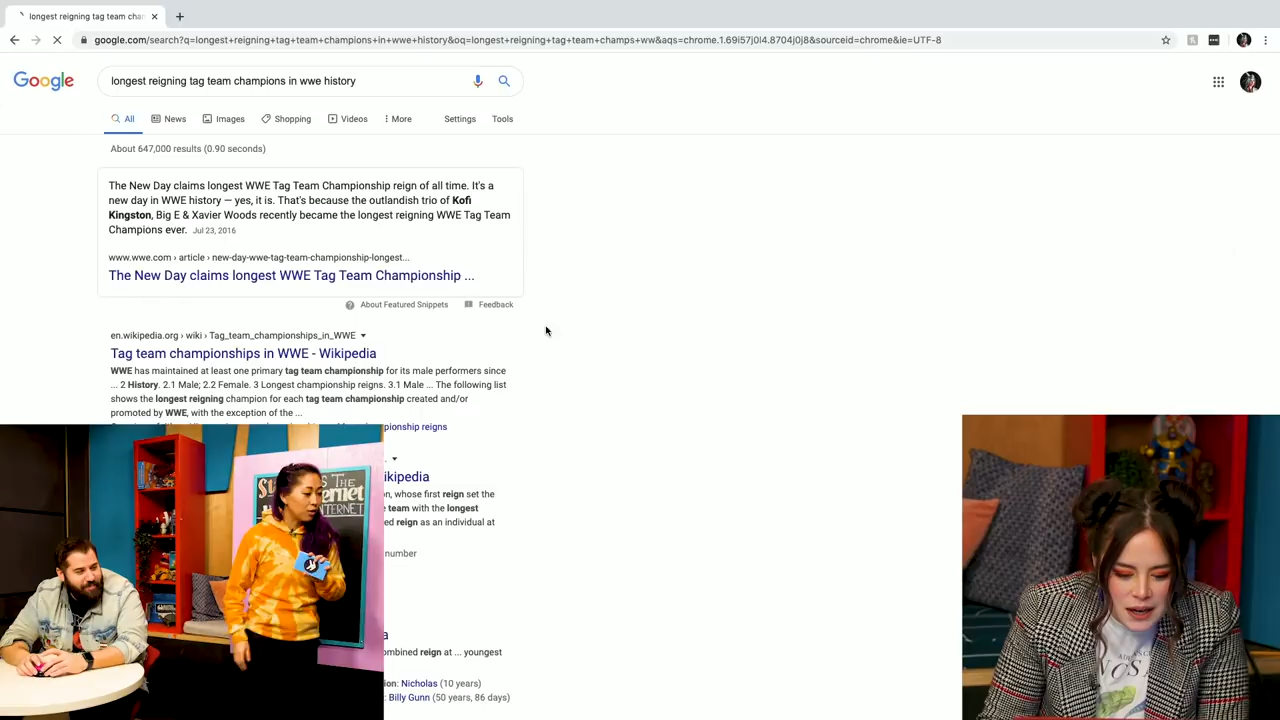 longest reigning tag team cham
google.com/search?q=longest+reigning+tag+team+champions+in+wwe+history&oq=longest+reigning+tag+team+champs+ww&aqs=chrome.1.69i57j0l4.8704j0j8&sourceid=chrome&ie=UTF-8
Google
longest reigning tag team champions in wwe history
All News Images Shopping Videos More Settings Tools
About 647,000 results (0.90 seconds)
The New Day claims longest WWE Tag Team Championship reign of all time. It's a
new day in WWE history — yes, it is. That's because the outlandish trio of Kofi
Kingston, Big E & Xavier Woods recently became the longest reigning WWE Tag Team
Champions ever. Jul 23, 2016
www.wwe.com › article › new-day-wwe-tag-team-championship-longest...
The New Day claims longest WWE Tag Team Championship ...
About Featured Snippets Feedback
en.wikipedia.org › wiki › Tag_team_championships_in_WWE
Tag team championships in WWE - Wikipedia
WWE has maintained at least one primary tag team championship for its male performers since
... 2 History. 2.1 Male; 2.2 Female. 3 Longest championship reigns. 3.1 Male ... The following list
shows the longest reigning champion for each tag team championship created and/or
promoted by WWE, with the exception of the ...
pionship reigns
ikipedia
on, whose first reign set the
team with the longest
ed reign as an individual at
number
a
ombined reign at ... youngest
ion: Nicholas (10 years)
: Billy Gunn (50 years, 86 days)
THE
INTERNET